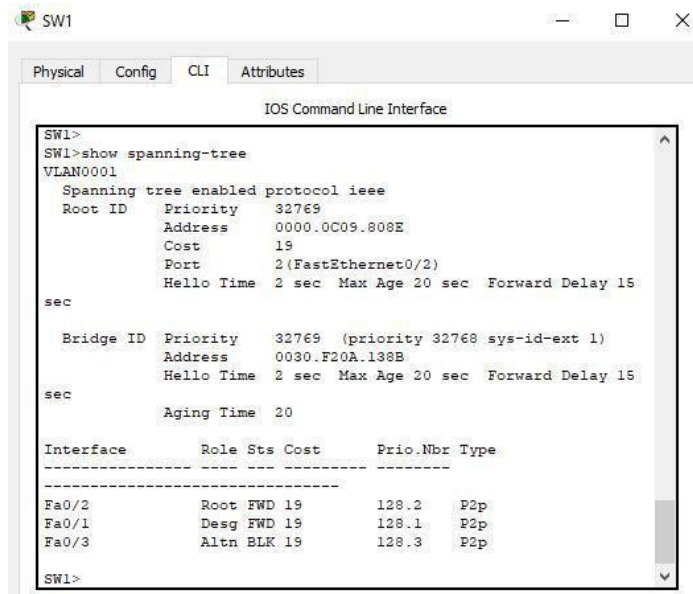 SW1
Physical Config CLI Attributes
IOS Command Line Interface
SW1>
SW1>show spanning-tree
VLAN0001
  Spanning tree enabled protocol ieee
  Root ID    Priority    32769
             Address     0000.0C09.808E
             Cost        19
             Port        2(FastEthernet0/2)
             Hello Time  2 sec  Max Age 20 sec  Forward Delay 15
sec

  Bridge ID  Priority    32769  (priority 32768 sys-id-ext 1)
             Address     0030.F20A.138B
             Hello Time  2 sec  Max Age 20 sec  Forward Delay 15
sec
             Aging Time  20

Interface        Role Sts Cost      Prio.Nbr Type
---------------- ---- --- --------- --------
--------------------------------
Fa0/2            Root FWD 19        128.2    P2p
Fa0/1            Desg FWD 19        128.1    P2p
Fa0/3            Altn BLK 19        128.3    P2p

SW1>